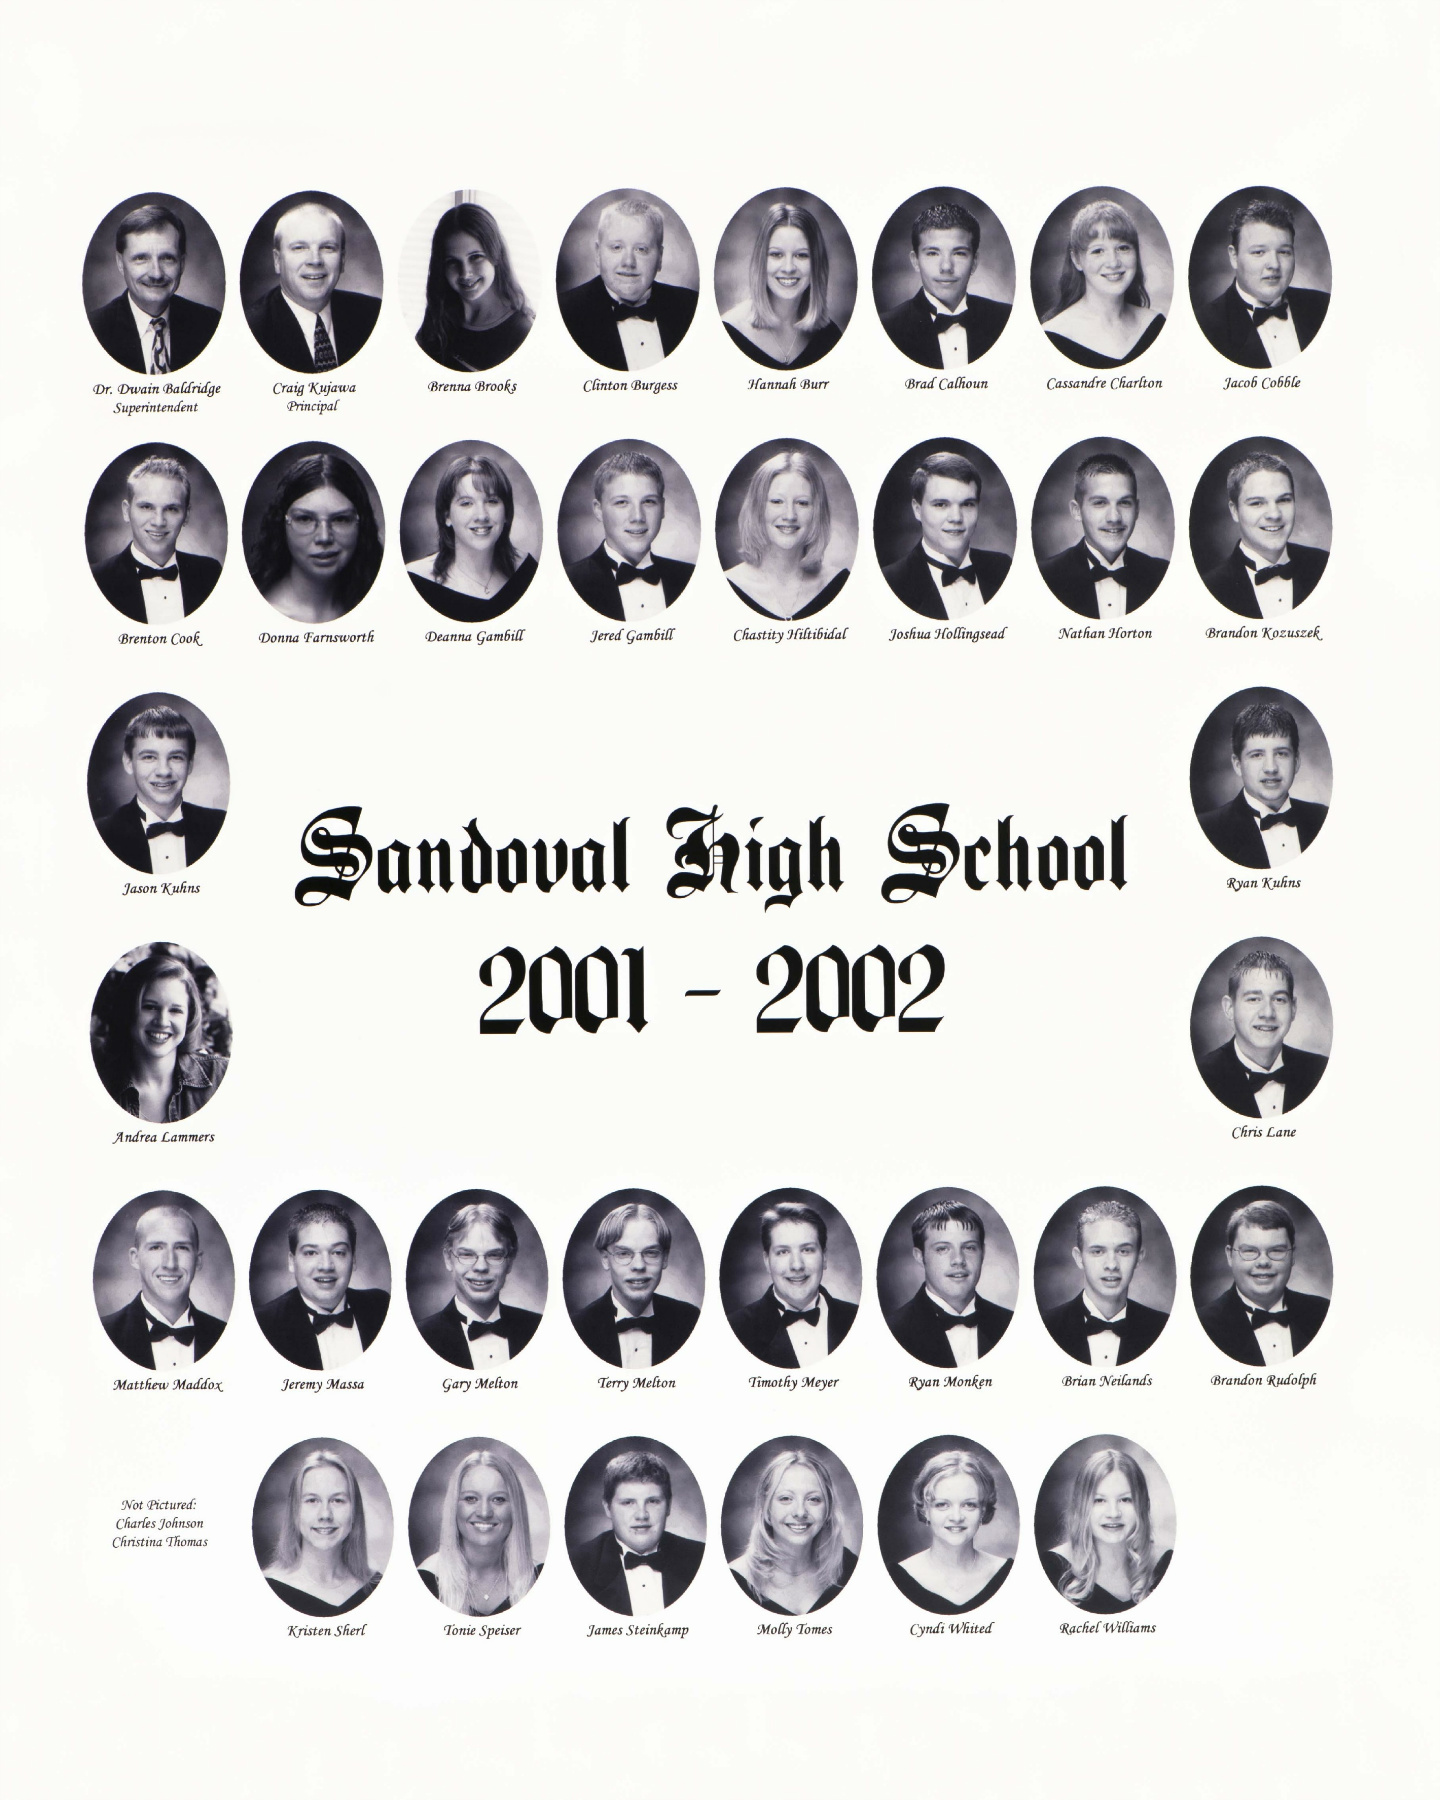 Dr. Dwain Baldridge
Superintendent
Craig Kujawa
Principal
Brenna Brooks
Clinton Burgess
Hannah Burr
Brad Calhoun
Cassandre Charlton
Jacob Cobble
Brenton Cook
Donna Farnsworth
Deanna Gambill
Jered Gambill
Chastity Hiltibidal
Joshua Hollingsead
Nathan Horton
Brandon Kozuszek
Jason Kuhns
Ryan Kuhns
Sandoval High School
2001 - 2002
Andrea Lammers
Chris Lane
Matthew Maddox
Jeremy Massa
Gary Melton
Terry Melton
Timothy Meyer
Ryan Monken
Brian Neilands
Brandon Rudolph
Not Pictured:
Charles Johnson
Christina Thomas
Kristen Sherl
Tonie Speiser
James Steinkamp
Molly Tomes
Cyndi Whited
Rachel Williams